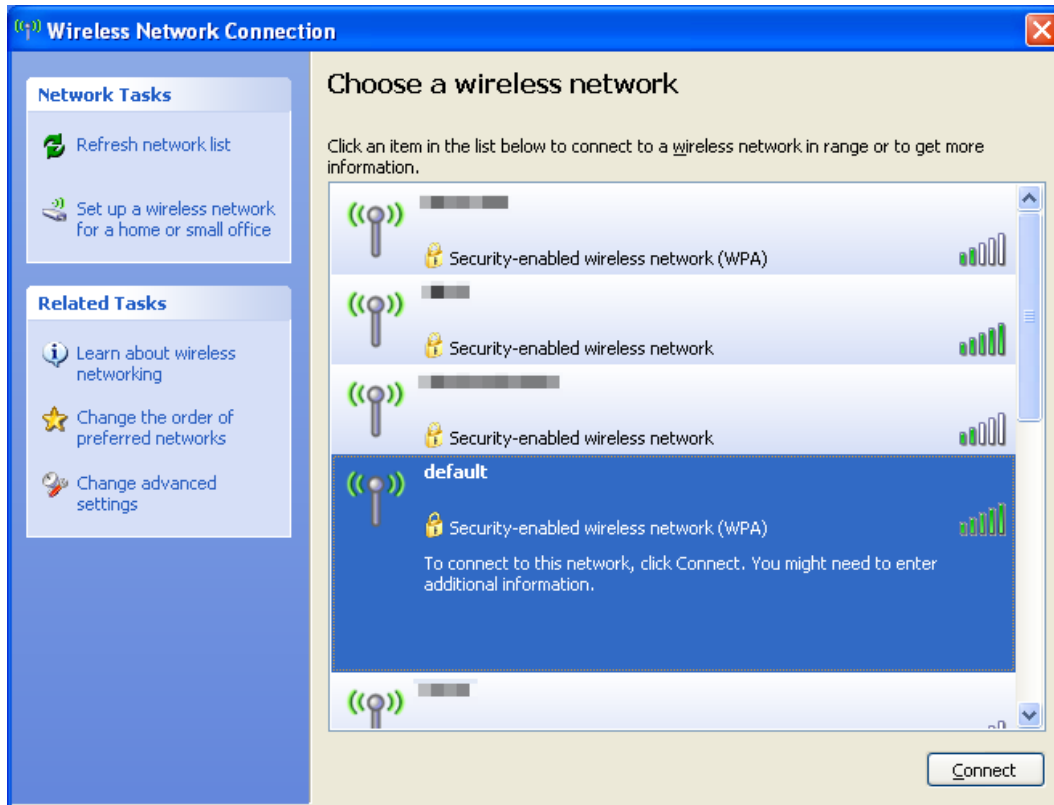 Wireless Network Connection
Network Tasks
Refresh network list
Set up a wireless network
for a home or small office
Related Tasks
Learn about wireless
networking
Change the order of
preferred networks
Change advanced
settings
Choose a wireless network
Click an item in the list below to connect to a wireless network in range or to get more
information.
Security-enabled wireless network (WPA)
Security-enabled wireless network
Security-enabled wireless network
default
Security-enabled wireless network (WPA)
To connect to this network, click Connect. You might need to enter
additional information.
Connect